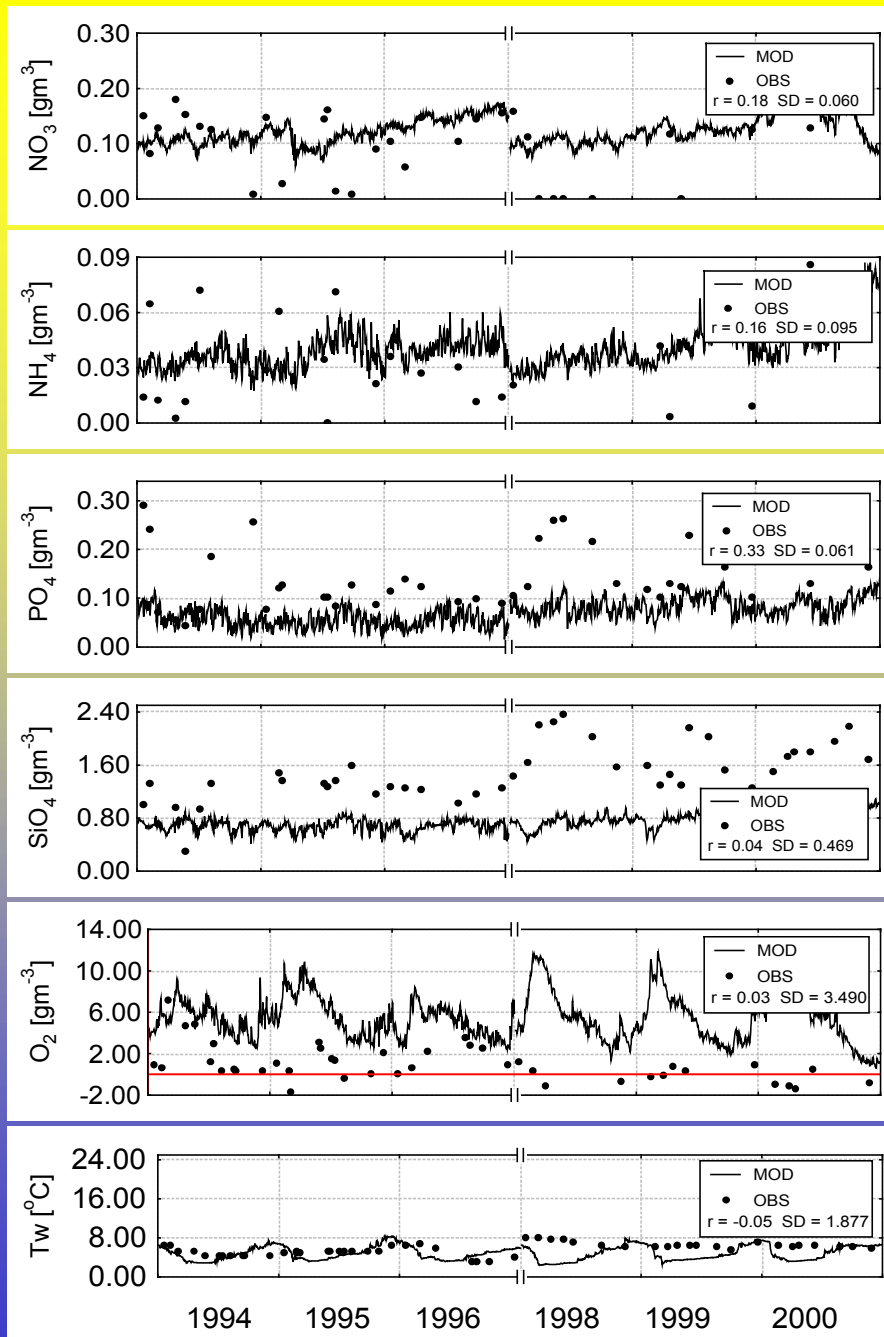 0.30
0.20
0.10
0.00
NO3 [gm3]
MOD
OBS
r = 0.18 SD = 0.060
0.09
0.06
0.03
0.00
NH4 [gm-3]
MOD
OBS
r = 0.16 SD = 0.095
0.30
0.20
0.10
0.00
PO4 [gm-3]
MOD
OBS
r = 0.33 SD = 0.061
2.40
1.60
0.80
0.00
SiO4 [gm-3]
MOD
OBS
r = 0.04 SD = 0.469
14.00
10.00
6.00
2.00
-2.00
O2 [gm-3]
MOD
OBS
r = 0.03 SD = 3.490
24.00
16.00
8.00
0.00
Tw [oC]
MOD
OBS
r = -0.05 SD = 1.877
1994 1995 1996 1998 1999 2000